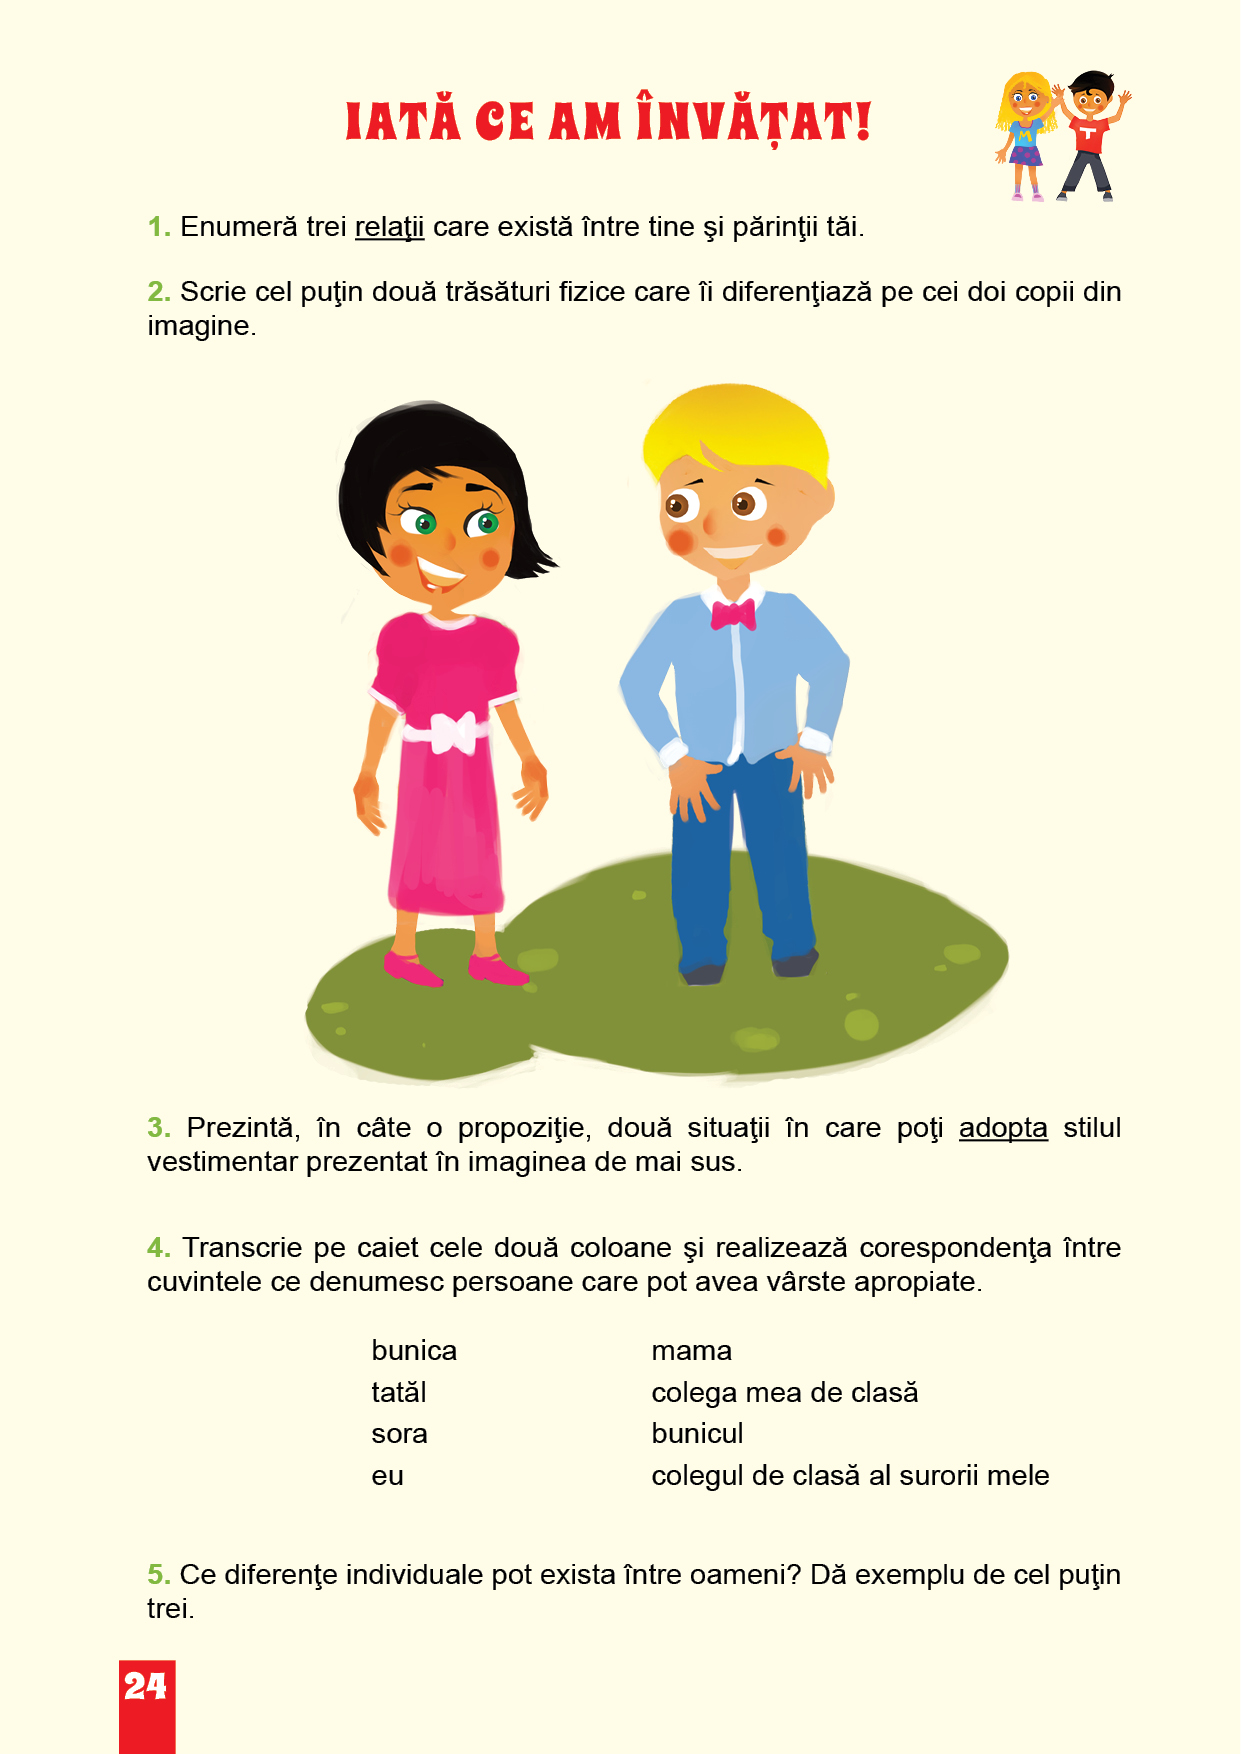 IATĂ CE AM ÎNVĂȚAT!
M
T
1. Enumeră trei relaţii care există între tine şi părinţii tăi.
2. Scrie cel puţin două trăsături fizice care îi diferenţiază pe cei doi copii din
imagine.
3. Prezintă, în câte o propoziţie, două situaţii în care poţi adopta stilul
vestimentar prezentat în imaginea de mai sus.
4. Transcrie pe caiet cele două coloane şi realizează corespondenţa între
cuvintele ce denumesc persoane care pot avea vârste apropiate.
bunica mama
tatăl colega mea de clasă
sora bunicul
eu colegul de clasă al surorii mele
5. Ce diferenţe individuale pot exista între oameni? Dă exemplu de cel puţin
trei.
24